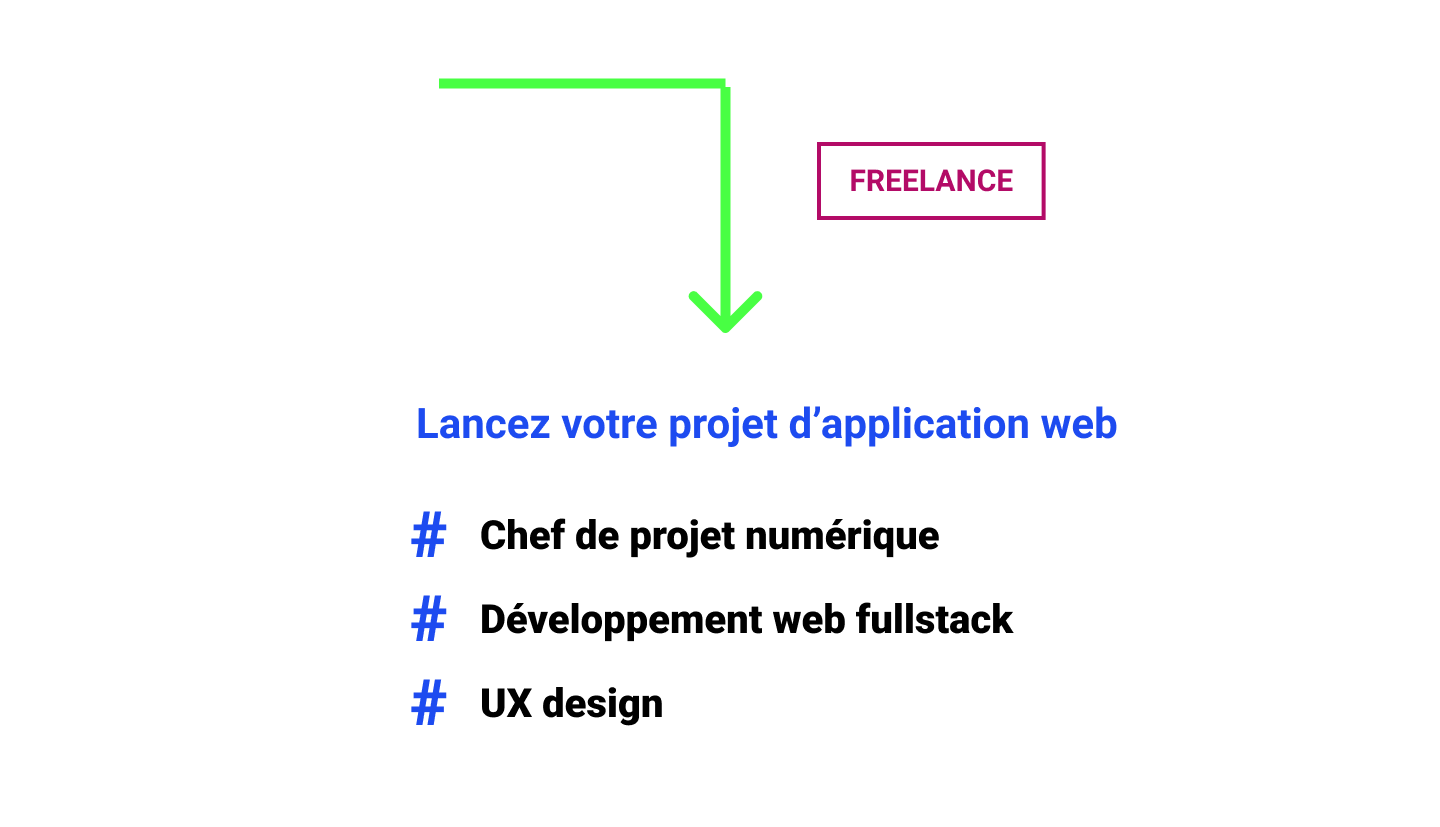 FREELANCE
Lancez votre projet d’application web
# Chef de projet numérique
# Développement web fullstack
# UX design